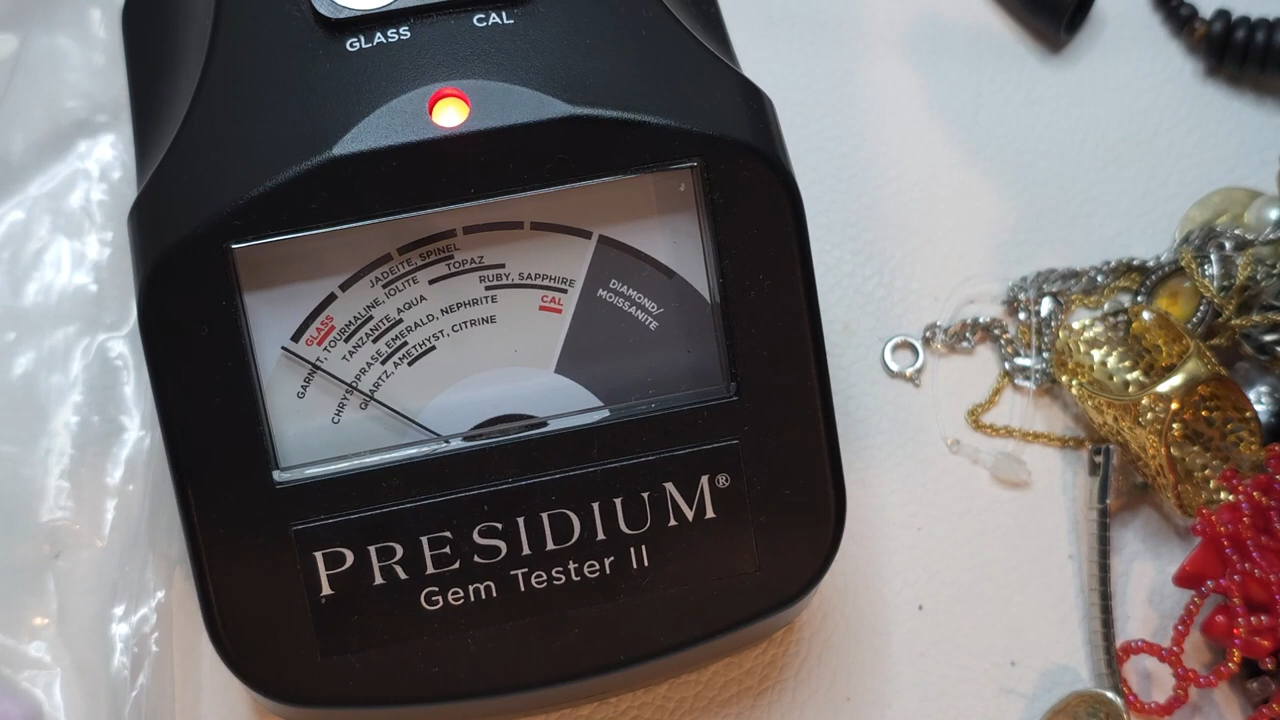 GLASS
CAL
JADEITE, SPINEL
TOPAZ
RUBY, SAPPHIRE
GLASS
GARNET, TOURMALINE, IOLITE
CAL
TANZANITE, AQUA
CHRYSOPRASE, EMERALD, NEPHRITE
QUARTZ, AMETHYST, CITRINE
DIAMOND/
MOISSANITE
PRESIDIUM®
Gem Tester II